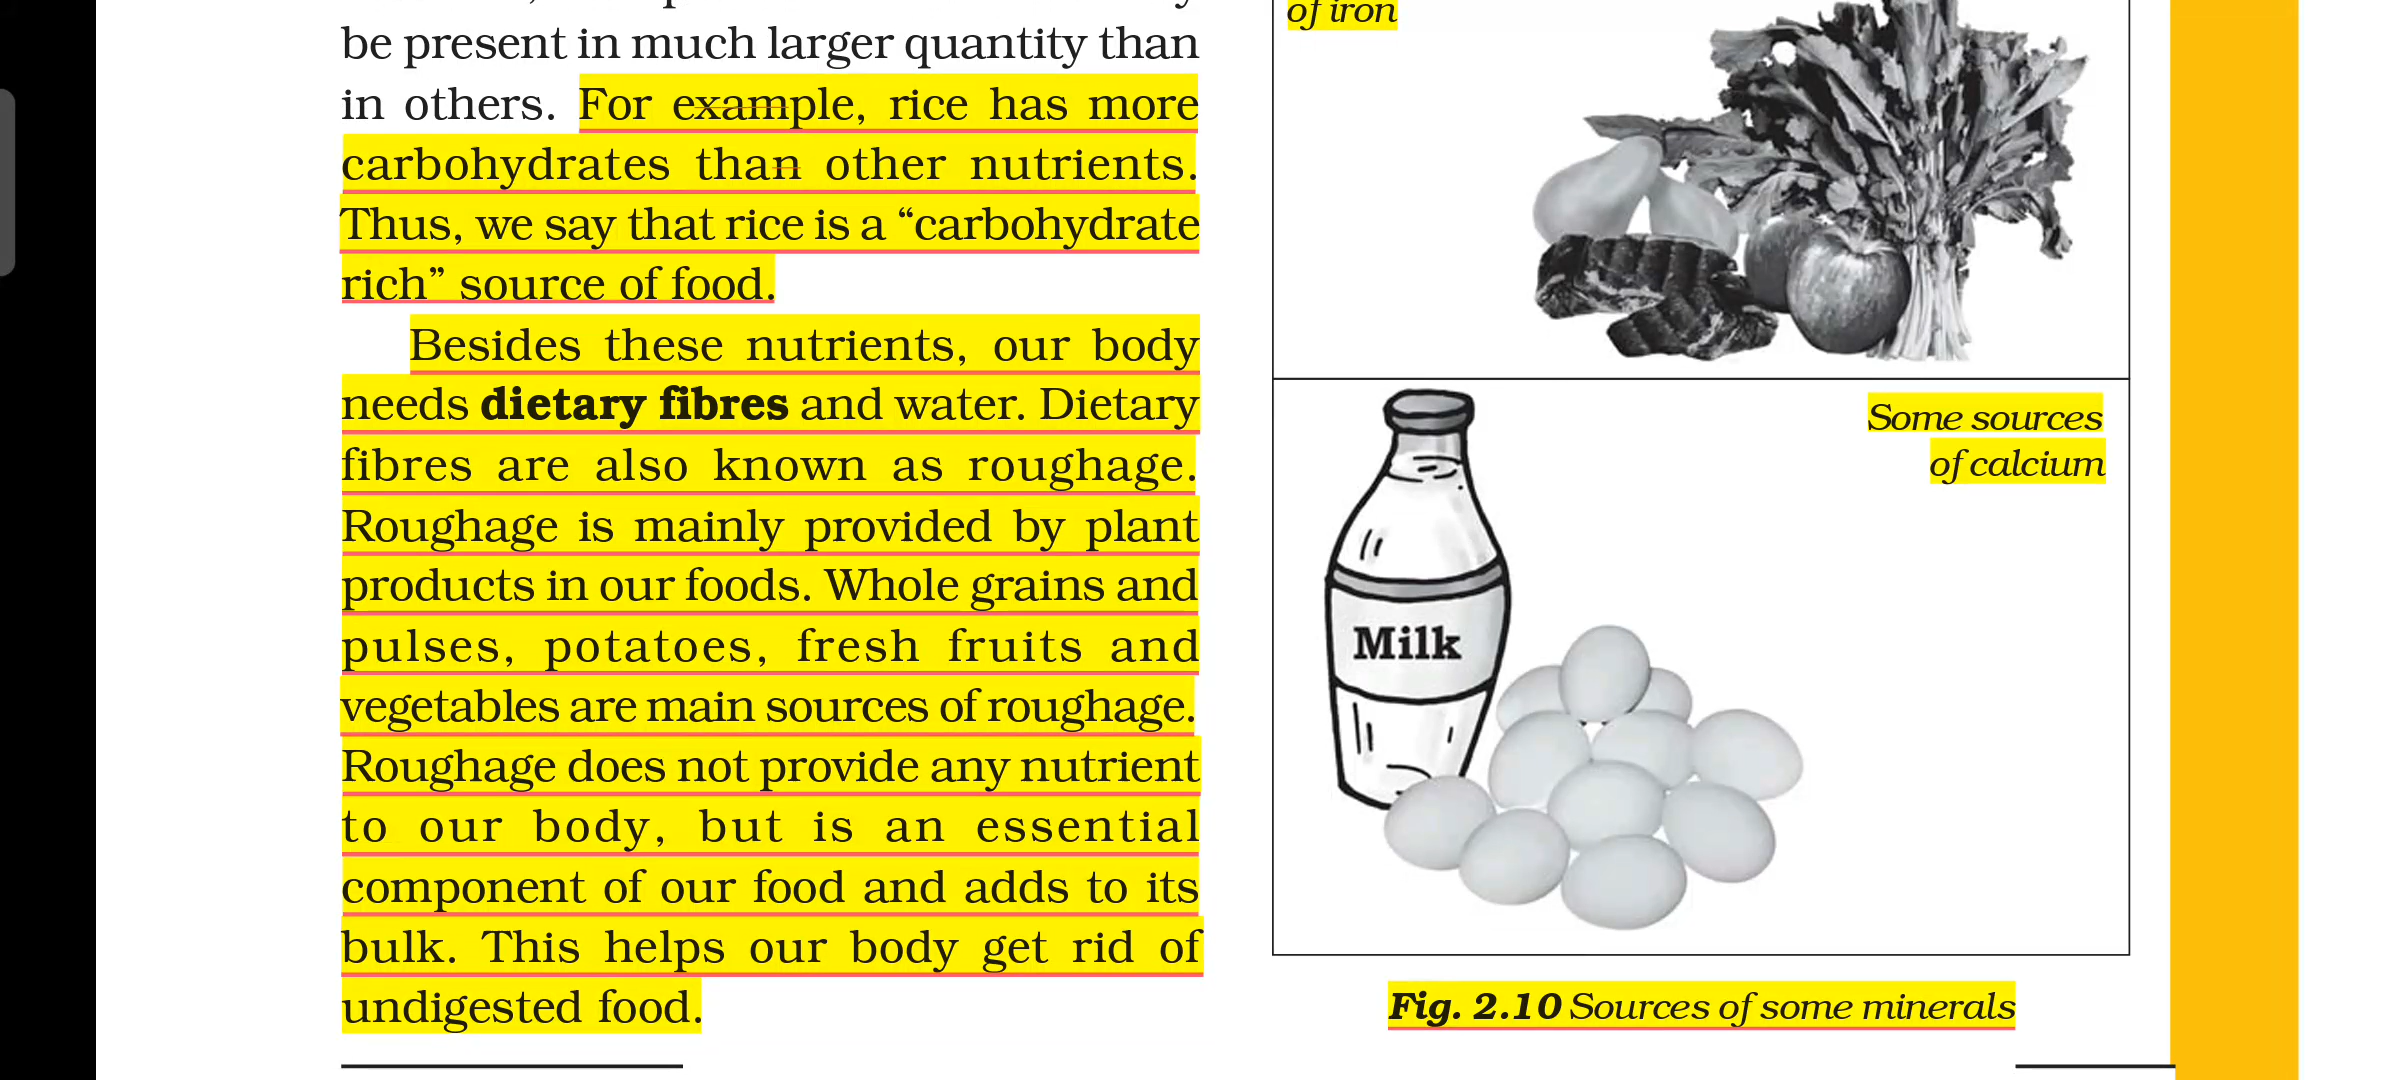 be present in much larger quantity than
in others. For example, rice has more
carbohydrates than other nutrients.
Thus, we say that rice is a “carbohydrate
rich” source of food.
Besides these nutrients, our body
needs dietary fibres and water. Dietary
fibres are also known as roughage.
Roughage is mainly provided by plant
products in our foods. Whole grains and
pulses, potatoes, fresh fruits and
vegetables are main sources of roughage.
Roughage does not provide any nutrient
to our body, but is an essential
component of our food and adds to its
bulk. This helps our body get rid of
undigested food.
of iron
Some sources
of calcium
Milk
Fig. 2.10 Sources of some minerals